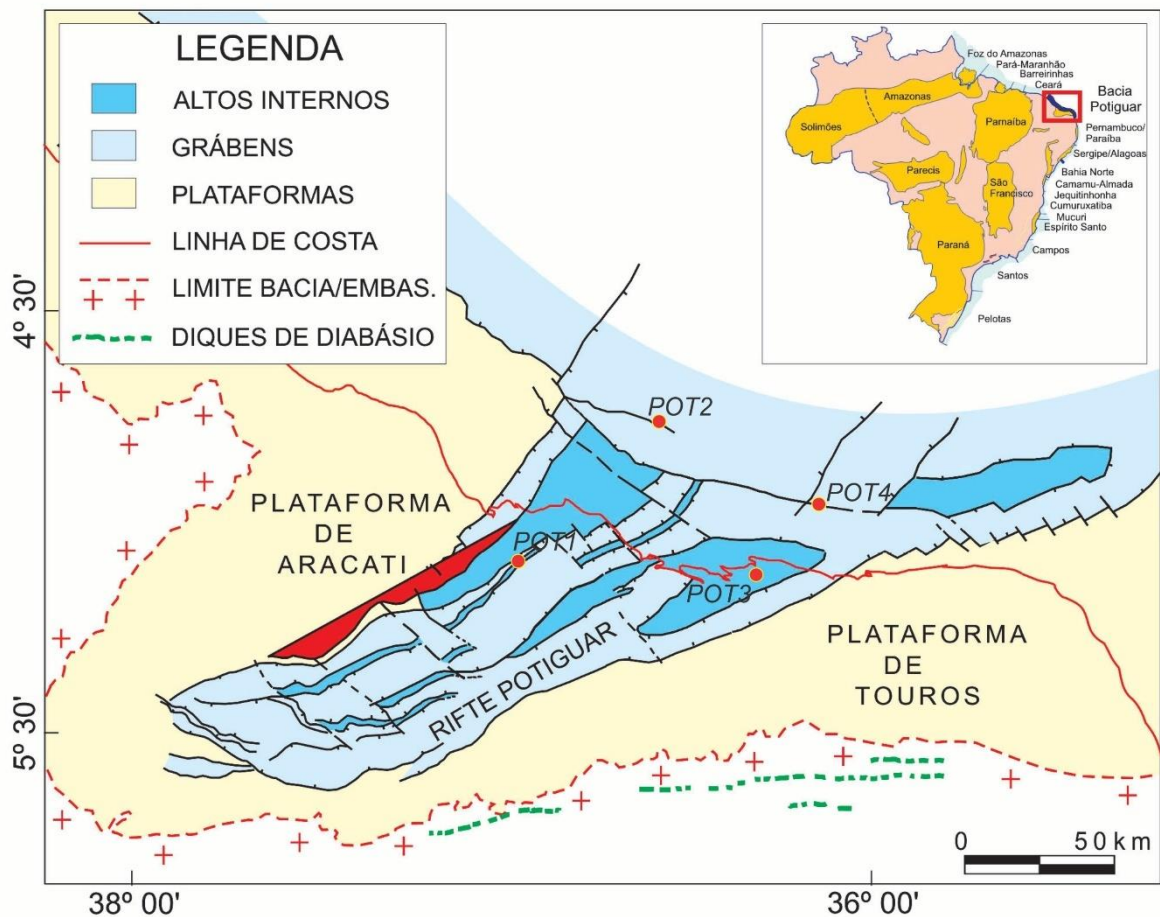 LEGENDA
ALTOS INTERNOS
GRÁBENS
PLATAFORMAS
LINHA DE COSTA
LIMITE BACIA/EMBAS.
DIQUES DE DIABÁSIO
Foz do Amazonas
Pará-Maranhão
Barreirinhas
Ceará
Bacia
Potiguar
Amazonas
Solimões
Parnaíba
Pernambuco/
Paraíba
Sergipe/Alagoas
Parecis
São
Francisco
Bahia Norte
Camamu-Almada
Jequitinhonha
Cumuruxatiba
Mucuri
Espírito Santo
Paraná
Campos
Santos
Pelotas
4º 30'
5º 30'
POT2
POT4
POT1
POT3
PLATAFORMA
DE
ARACATI
RIFTE POTIGUAR
PLATAFORMA
DE
TOUROS
0 50 km
38º 00'
36º 00'